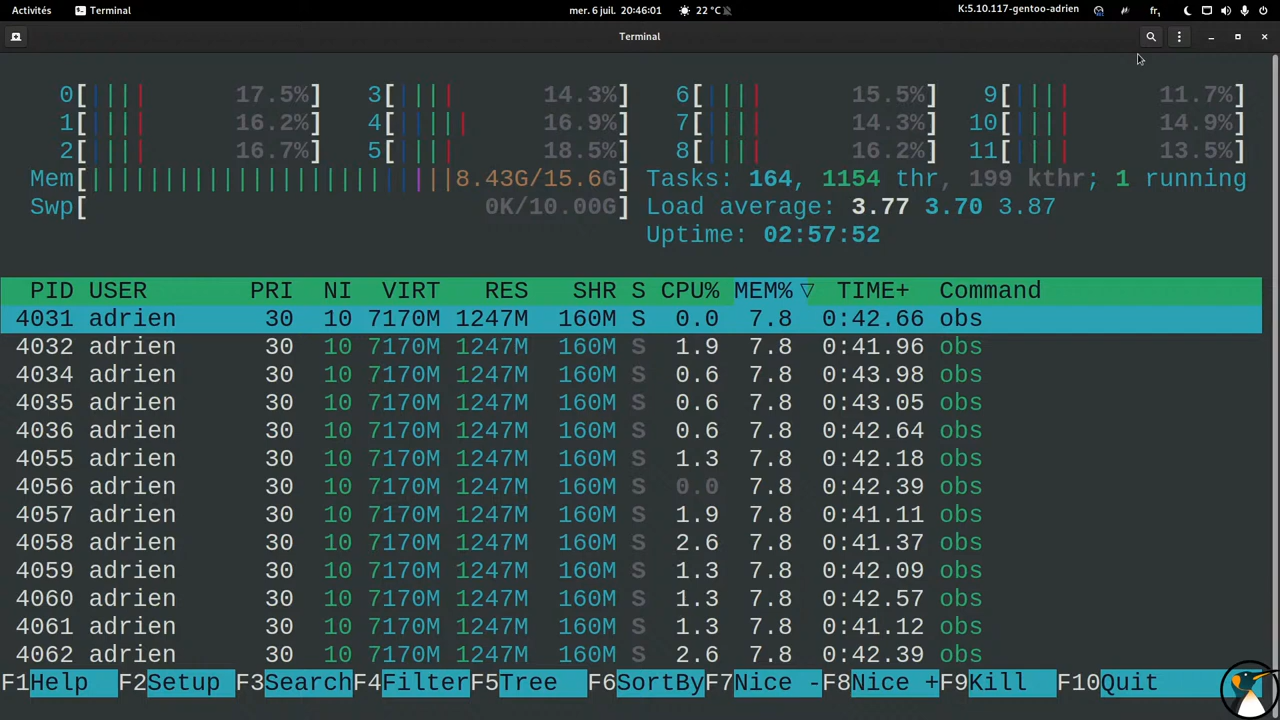 Activités Terminal mer. 6 juil. 20:46:01 22 °C K:5.10.117-gentoo-adrien fr₁
Terminal
0[|||| 17.5%] 3[|||| 14.3%] 6[|||| 15.5%] 9[|||| 11.7%]
1[|||| 16.2%] 4[||||| 16.9%] 7[|||| 14.3%] 10[|||| 14.9%]
2[|||| 16.7%] 5[|||| 18.5%] 8[|||| 16.2%] 11[|||| 13.5%]
Mem[|||||||||||||||||||||||||8.43G/15.6G] Tasks: 164, 1154 thr, 199 kthr; 1 running
Swp[ 0K/10.00G] Load average: 3.77 3.70 3.87
Uptime: 02:57:52
PID USER PRI NI VIRT RES SHR S CPU% MEM% ▽ TIME+ Command
4031 adrien 30 10 7170M 1247M 160M S 0.0 7.8 0:42.66 obs
4032 adrien 30 10 7170M 1247M 160M S 1.9 7.8 0:41.96 obs
4034 adrien 30 10 7170M 1247M 160M S 0.6 7.8 0:43.98 obs
4035 adrien 30 10 7170M 1247M 160M S 0.6 7.8 0:43.05 obs
4036 adrien 30 10 7170M 1247M 160M S 0.6 7.8 0:42.64 obs
4055 adrien 30 10 7170M 1247M 160M S 1.3 7.8 0:42.18 obs
4056 adrien 30 10 7170M 1247M 160M S 0.0 7.8 0:42.39 obs
4057 adrien 30 10 7170M 1247M 160M S 1.9 7.8 0:41.11 obs
4058 adrien 30 10 7170M 1247M 160M S 2.6 7.8 0:41.37 obs
4059 adrien 30 10 7170M 1247M 160M S 1.3 7.8 0:42.09 obs
4060 adrien 30 10 7170M 1247M 160M S 1.3 7.8 0:42.57 obs
4061 adrien 30 10 7170M 1247M 160M S 1.3 7.8 0:41.12 obs
4062 adrien 30 10 7170M 1247M 160M S 2.6 7.8 0:42.39 obs
F1Help F2Setup F3SearchF4FilterF5Tree F6SortByF7Nice -F8Nice +F9Kill F10Quit